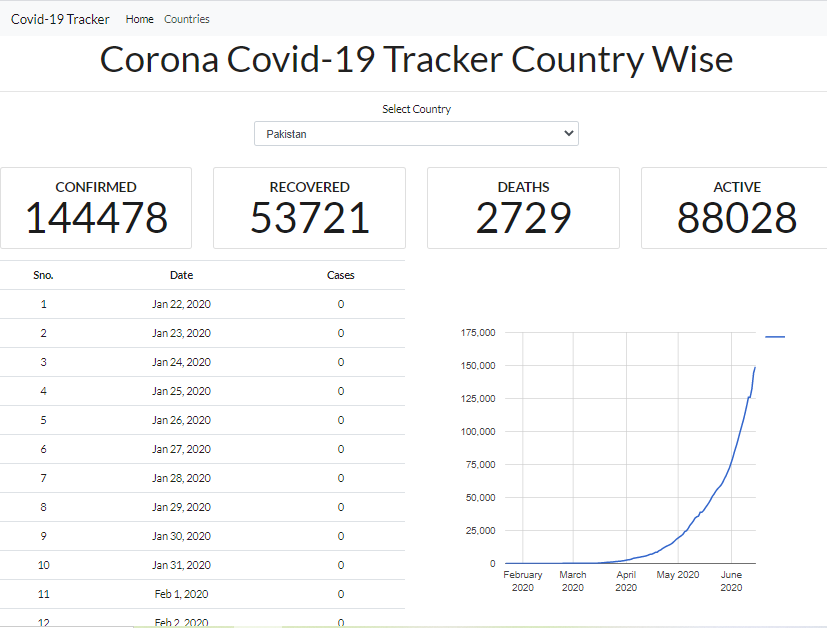 Covid-19 Tracker Home Countries
Corona Covid-19 Tracker Country Wise
Select Country
Pakistan
CONFIRMED
144478
RECOVERED
53721
DEATHS
2729
ACTIVE
88028
Sno. Date Cases
1 Jan 22, 2020 0
2 Jan 23, 2020 0
3 Jan 24, 2020 0
4 Jan 25, 2020 0
5 Jan 26, 2020 0
6 Jan 27, 2020 0
7 Jan 28, 2020 0
8 Jan 29, 2020 0
9 Jan 30, 2020 0
10 Jan 31, 2020 0
11 Feb 1, 2020 0
12 Feb 2, 2020 0
175,000
150,000
125,000
100,000
75,000
50,000
25,000
0
February 2020
March 2020
April 2020
May 2020
June 2020